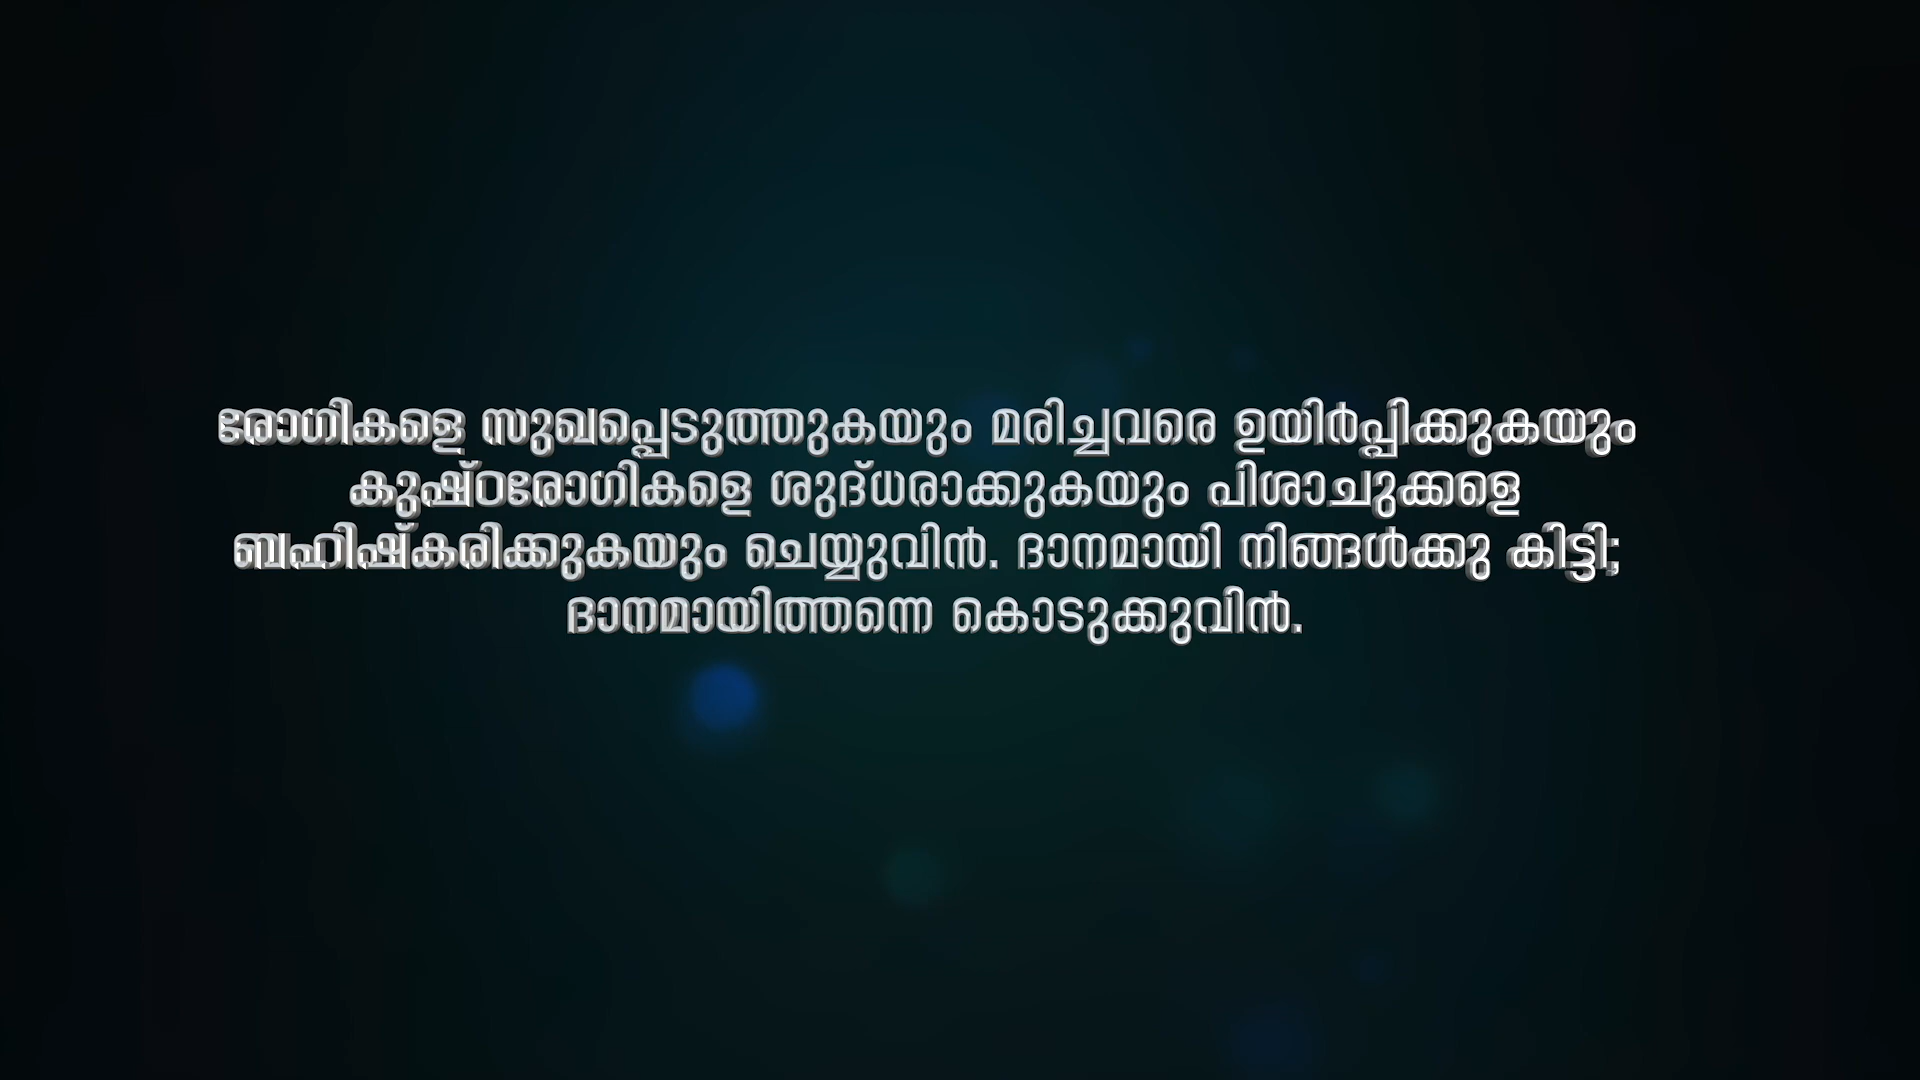 രോഗികളെ സുഖപ്പെടുത്തുകയും മരിച്ചവരെ ഉയിർപ്പിക്കുകയും
കുഷ്ഠരോഗികളെ ശുദ്ധരാക്കുകയും പിശാചുക്കളെ
ബഹിഷ്കരിക്കുകയും ചെയ്യുവിൻ. ദാനമായി നിങ്ങൾക്കു കിട്ടി;
ദാനമായിത്തന്നെ കൊടുക്കുവിൻ.